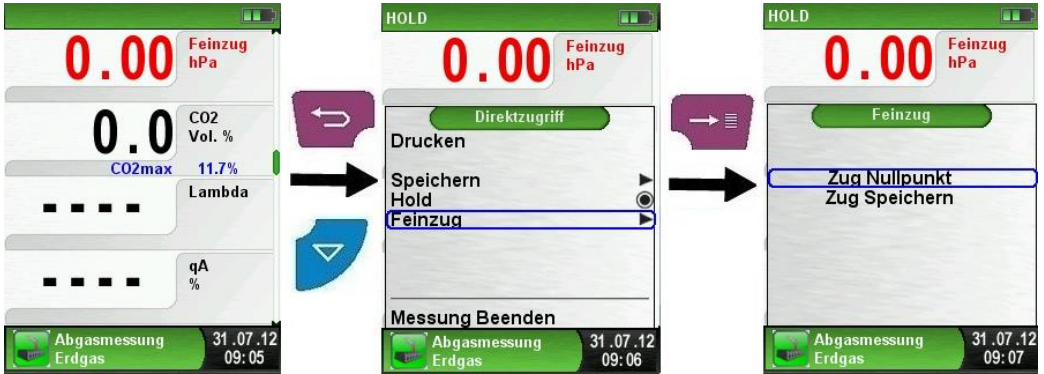 0.00 Feinzug
hPa
0.0 CO2
Vol. %
CO2max 11.7%
---- Lambda
---- qA
%
Abgasmessung 31.07.12
Erdgas 09:05
HOLD
0.00 Feinzug
hPa
Direktzugriff
Drucken
Speichern
Hold
Feinzug
Messung Beenden
Abgasmessung 31.07.12
Erdgas 09:06
HOLD
0.00 Feinzug
hPa
Feinzug
Zug Nullpunkt
Zug Speichern
Abgasmessung 31.07.12
Erdgas 09:07